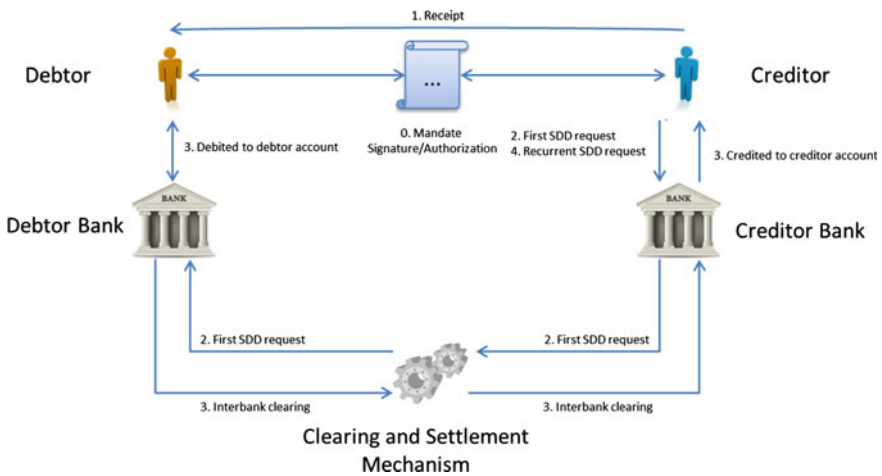 1. Receipt
Debtor
...
Creditor
0. Mandate
Signature/Authorization
2. First SDD request
4. Recurrent SDD request
3. Debited to debtor account
3. Credited to creditor account
BANK
BANK
Debtor Bank
Creditor Bank
2. First SDD request
2. First SDD request
3. Interbank clearing
3. Interbank clearing
Clearing and Settlement
Mechanism